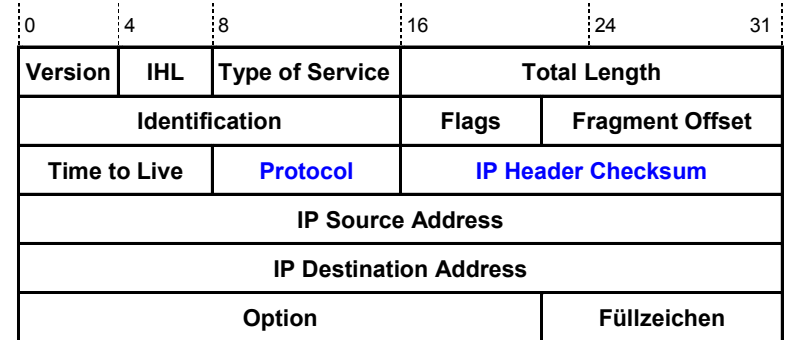 0 4 8 16 24 31
Version IHL Type of Service Total Length
Identification Flags Fragment Offset
Time to Live Protocol IP Header Checksum
IP Source Address
IP Destination Address
Option Füllzeichen